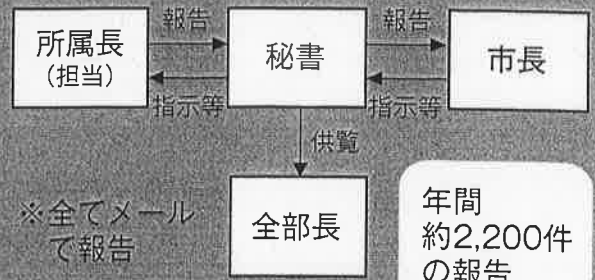 報告
報告
所属長
(担当)
秘書
市長
指示等
指示等
供覧
※全てメール
で報告
全部長
年間
約2,200件
の報告